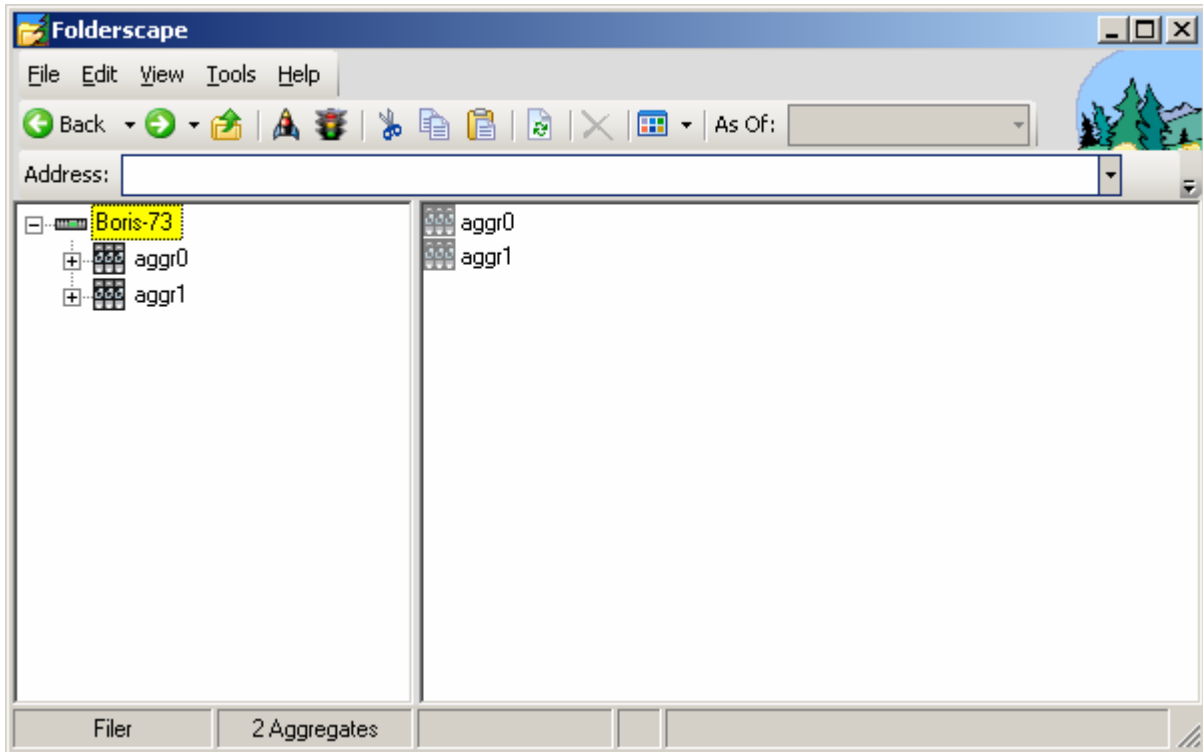 Folderscape
File Edit View Tools Help
Back As Of:
Address:
Boris-73
aggr0
aggr1
aggr0
aggr1
Filer 2 Aggregates